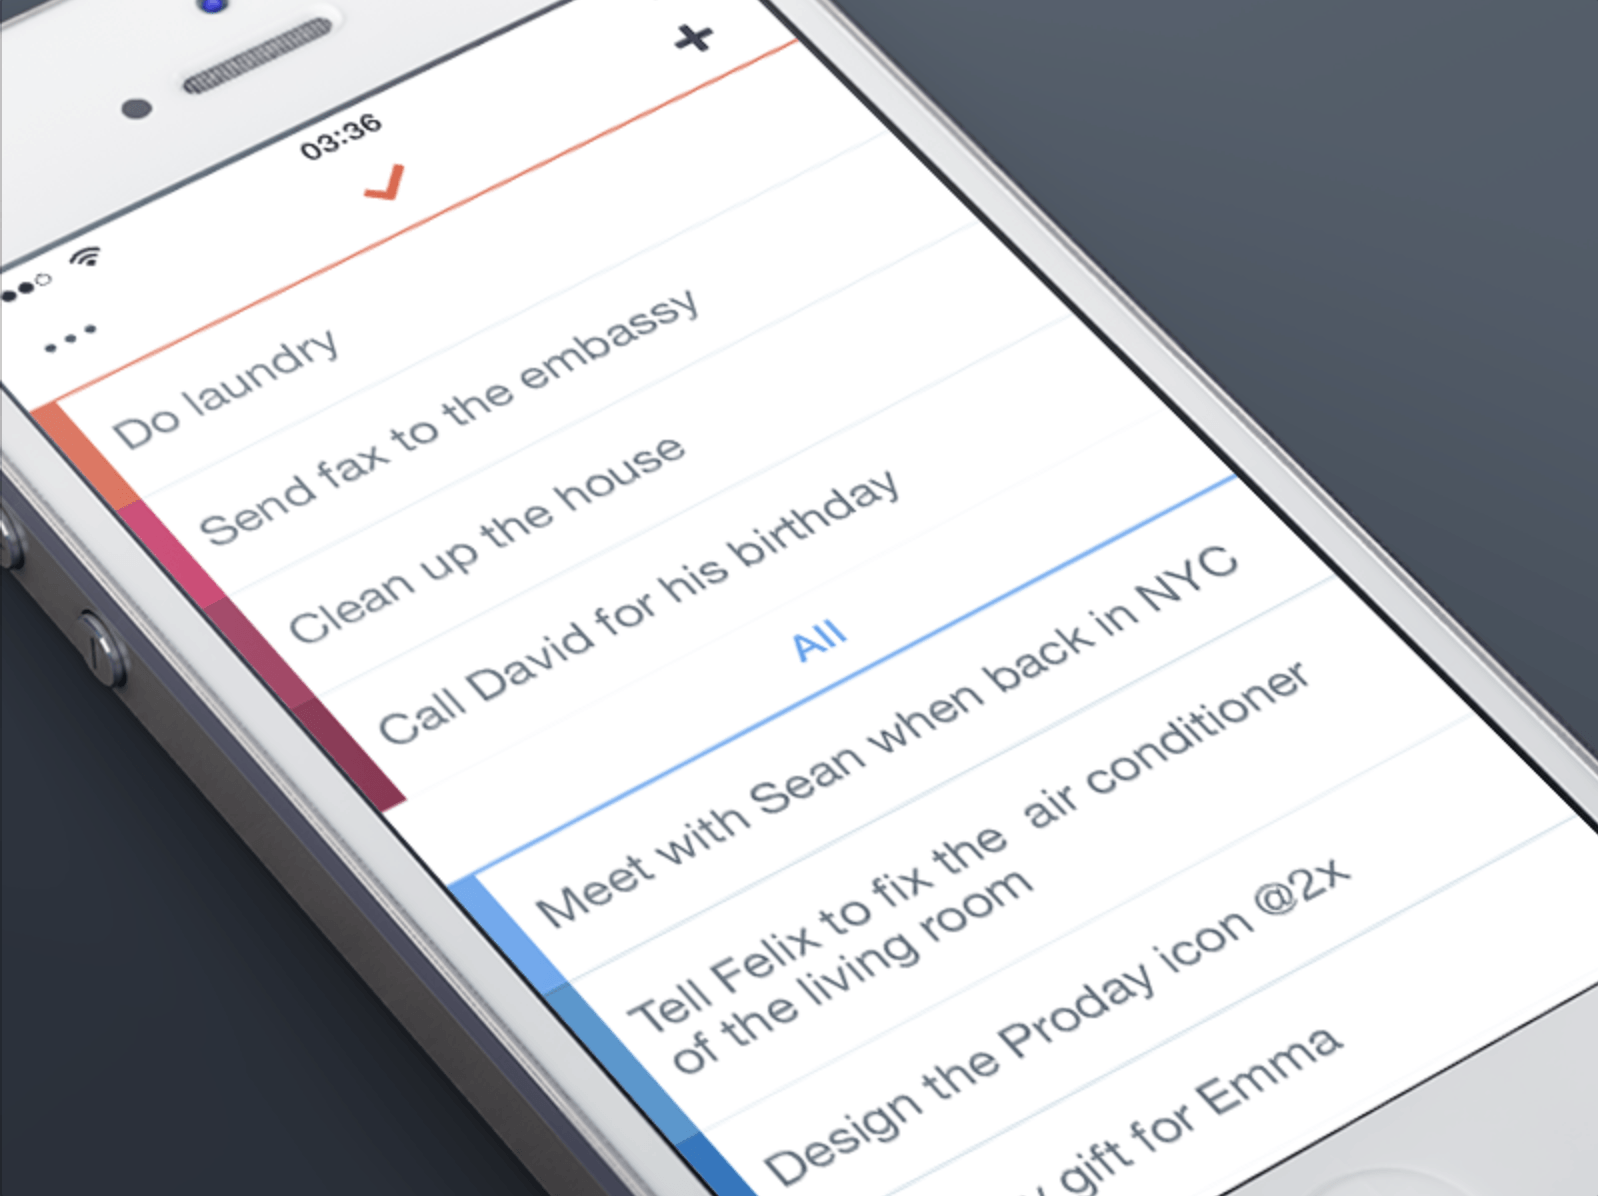 03:36
Do laundry
Send fax to the embassy
Clean up the house
Call David for his birthday
All
Meet with Sean when back in NYC
Tell Felix to fix the air conditioner
of the living room
Design the Proday icon @2x
gift for Emma